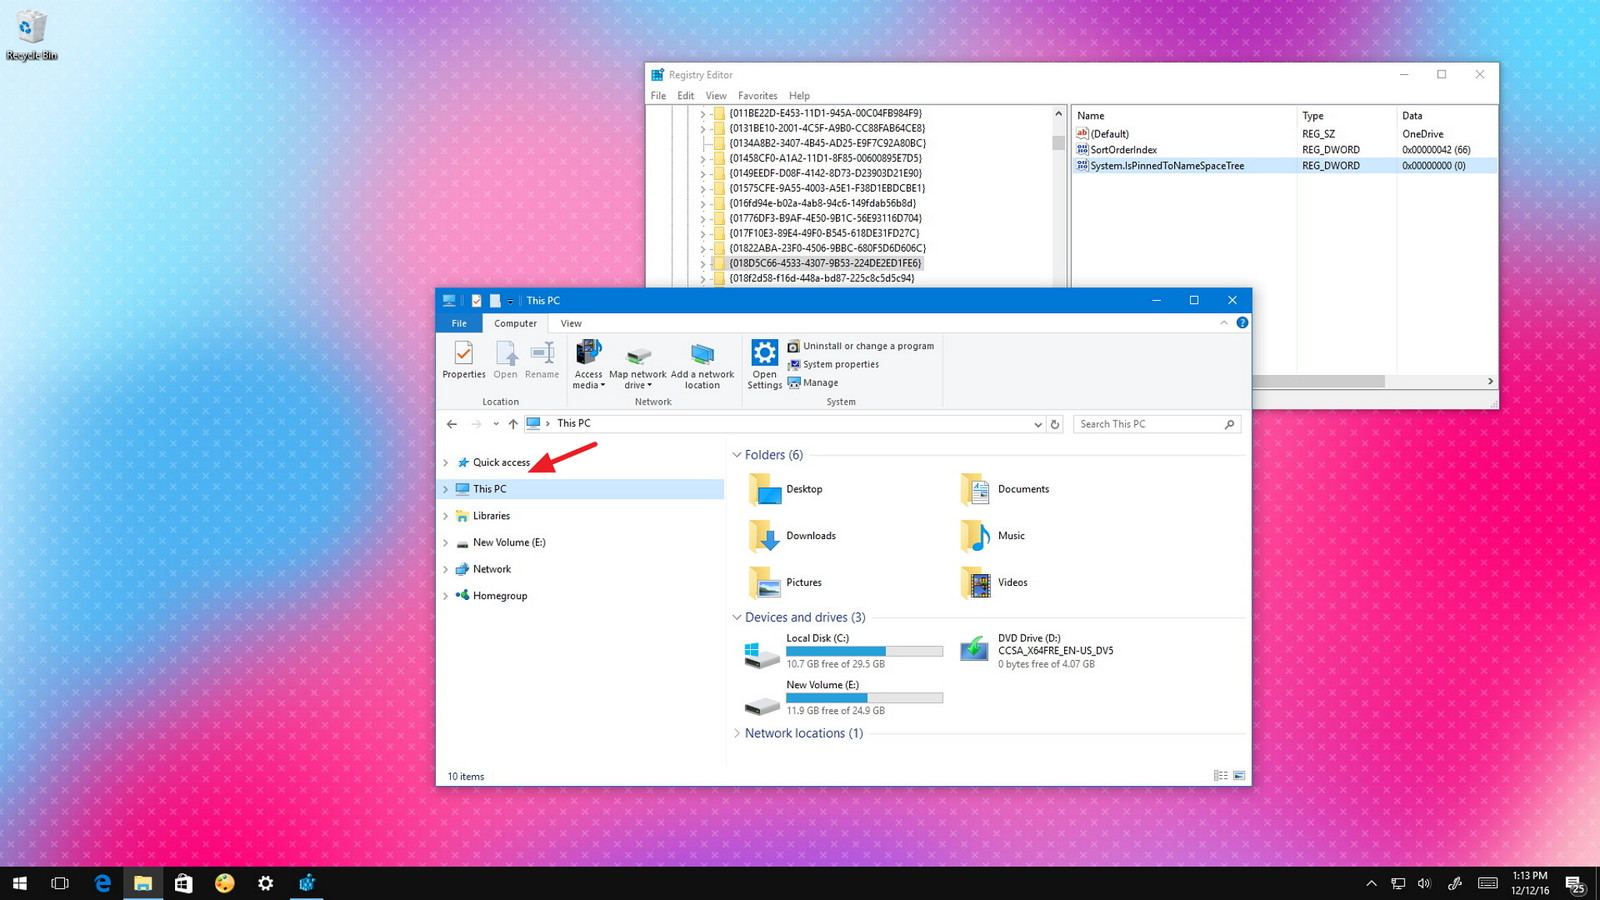 Recycle Bin
Registry Editor
File Edit View Favorites Help
{011BE22D-E453-11D1-945A-00C04FB984F9}
{0131BE10-2001-4C5F-A9B0-CC88FAB64CE8}
{0134A8B2-3407-4B45-AD25-E9F7C92A80BC}
{01458CF0-A1A2-11D1-8F85-00600895E7D5}
{0149EEDF-D08F-4142-8D73-D23903D21E90}
{01575CFE-9A55-4003-A5E1-F38D1EBDCBE1}
{016fd94e-b02a-4ab8-94c6-149fdab56b8d}
{01776DF3-B9AF-4E50-9B1C-56E93116D704}
{017F10E3-89E4-49F0-B545-618DE31FD27C}
{01822ABA-23F0-4506-9BBC-680F5D6D606C}
{018D5C66-4533-4307-9B53-224DE2ED1FE6}
{018f2d58-f16d-448a-bd87-225c8c5d5c94}
Name Type Data
(Default) REG_SZ OneDrive
SortOrderIndex REG_DWORD 0x00000042 (66)
System.IsPinnedToNameSpaceTree REG_DWORD 0x00000000 (0)
This PC
File Computer View
Properties Open Rename
Access media
Map network drive
Add a network location
Open Settings
Uninstall or change a program
System properties
Manage
Location Network System
This PC
Search This PC
Quick access
This PC
Libraries
New Volume (E:)
Network
Homegroup
Folders (6)
Desktop Documents
Downloads Music
Pictures Videos
Devices and drives (3)
Local Disk (C:)
10.7 GB free of 29.5 GB
DVD Drive (D:)
CCSA_X64FRE_EN-US_DV5
0 bytes free of 4.07 GB
New Volume (E:)
11.9 GB free of 24.9 GB
Network locations (1)
10 items
1:13 PM
12/12/16
25